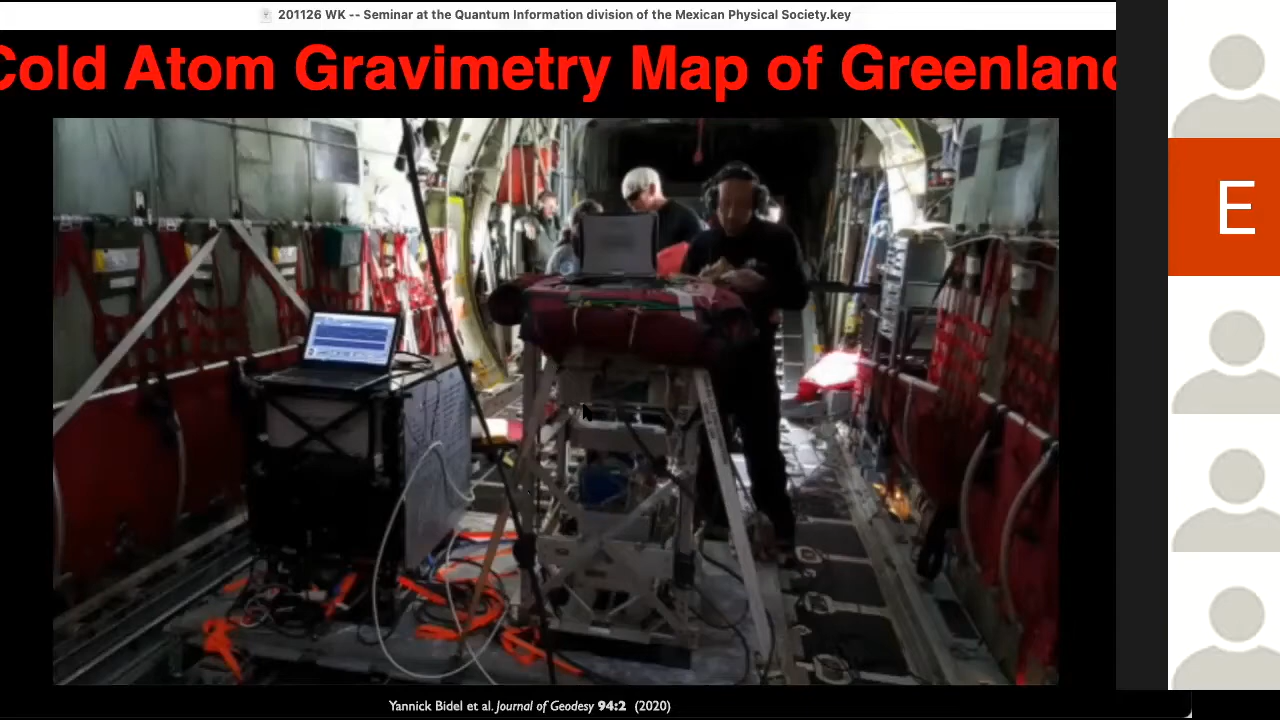 201126 WK -- Seminar at the Quantum Information division of the Mexican Physical Society.key
Cold Atom Gravimetry Map of Greenland
E
Yannick Bidel et al. Journal of Geodesy 94:2 (2020)